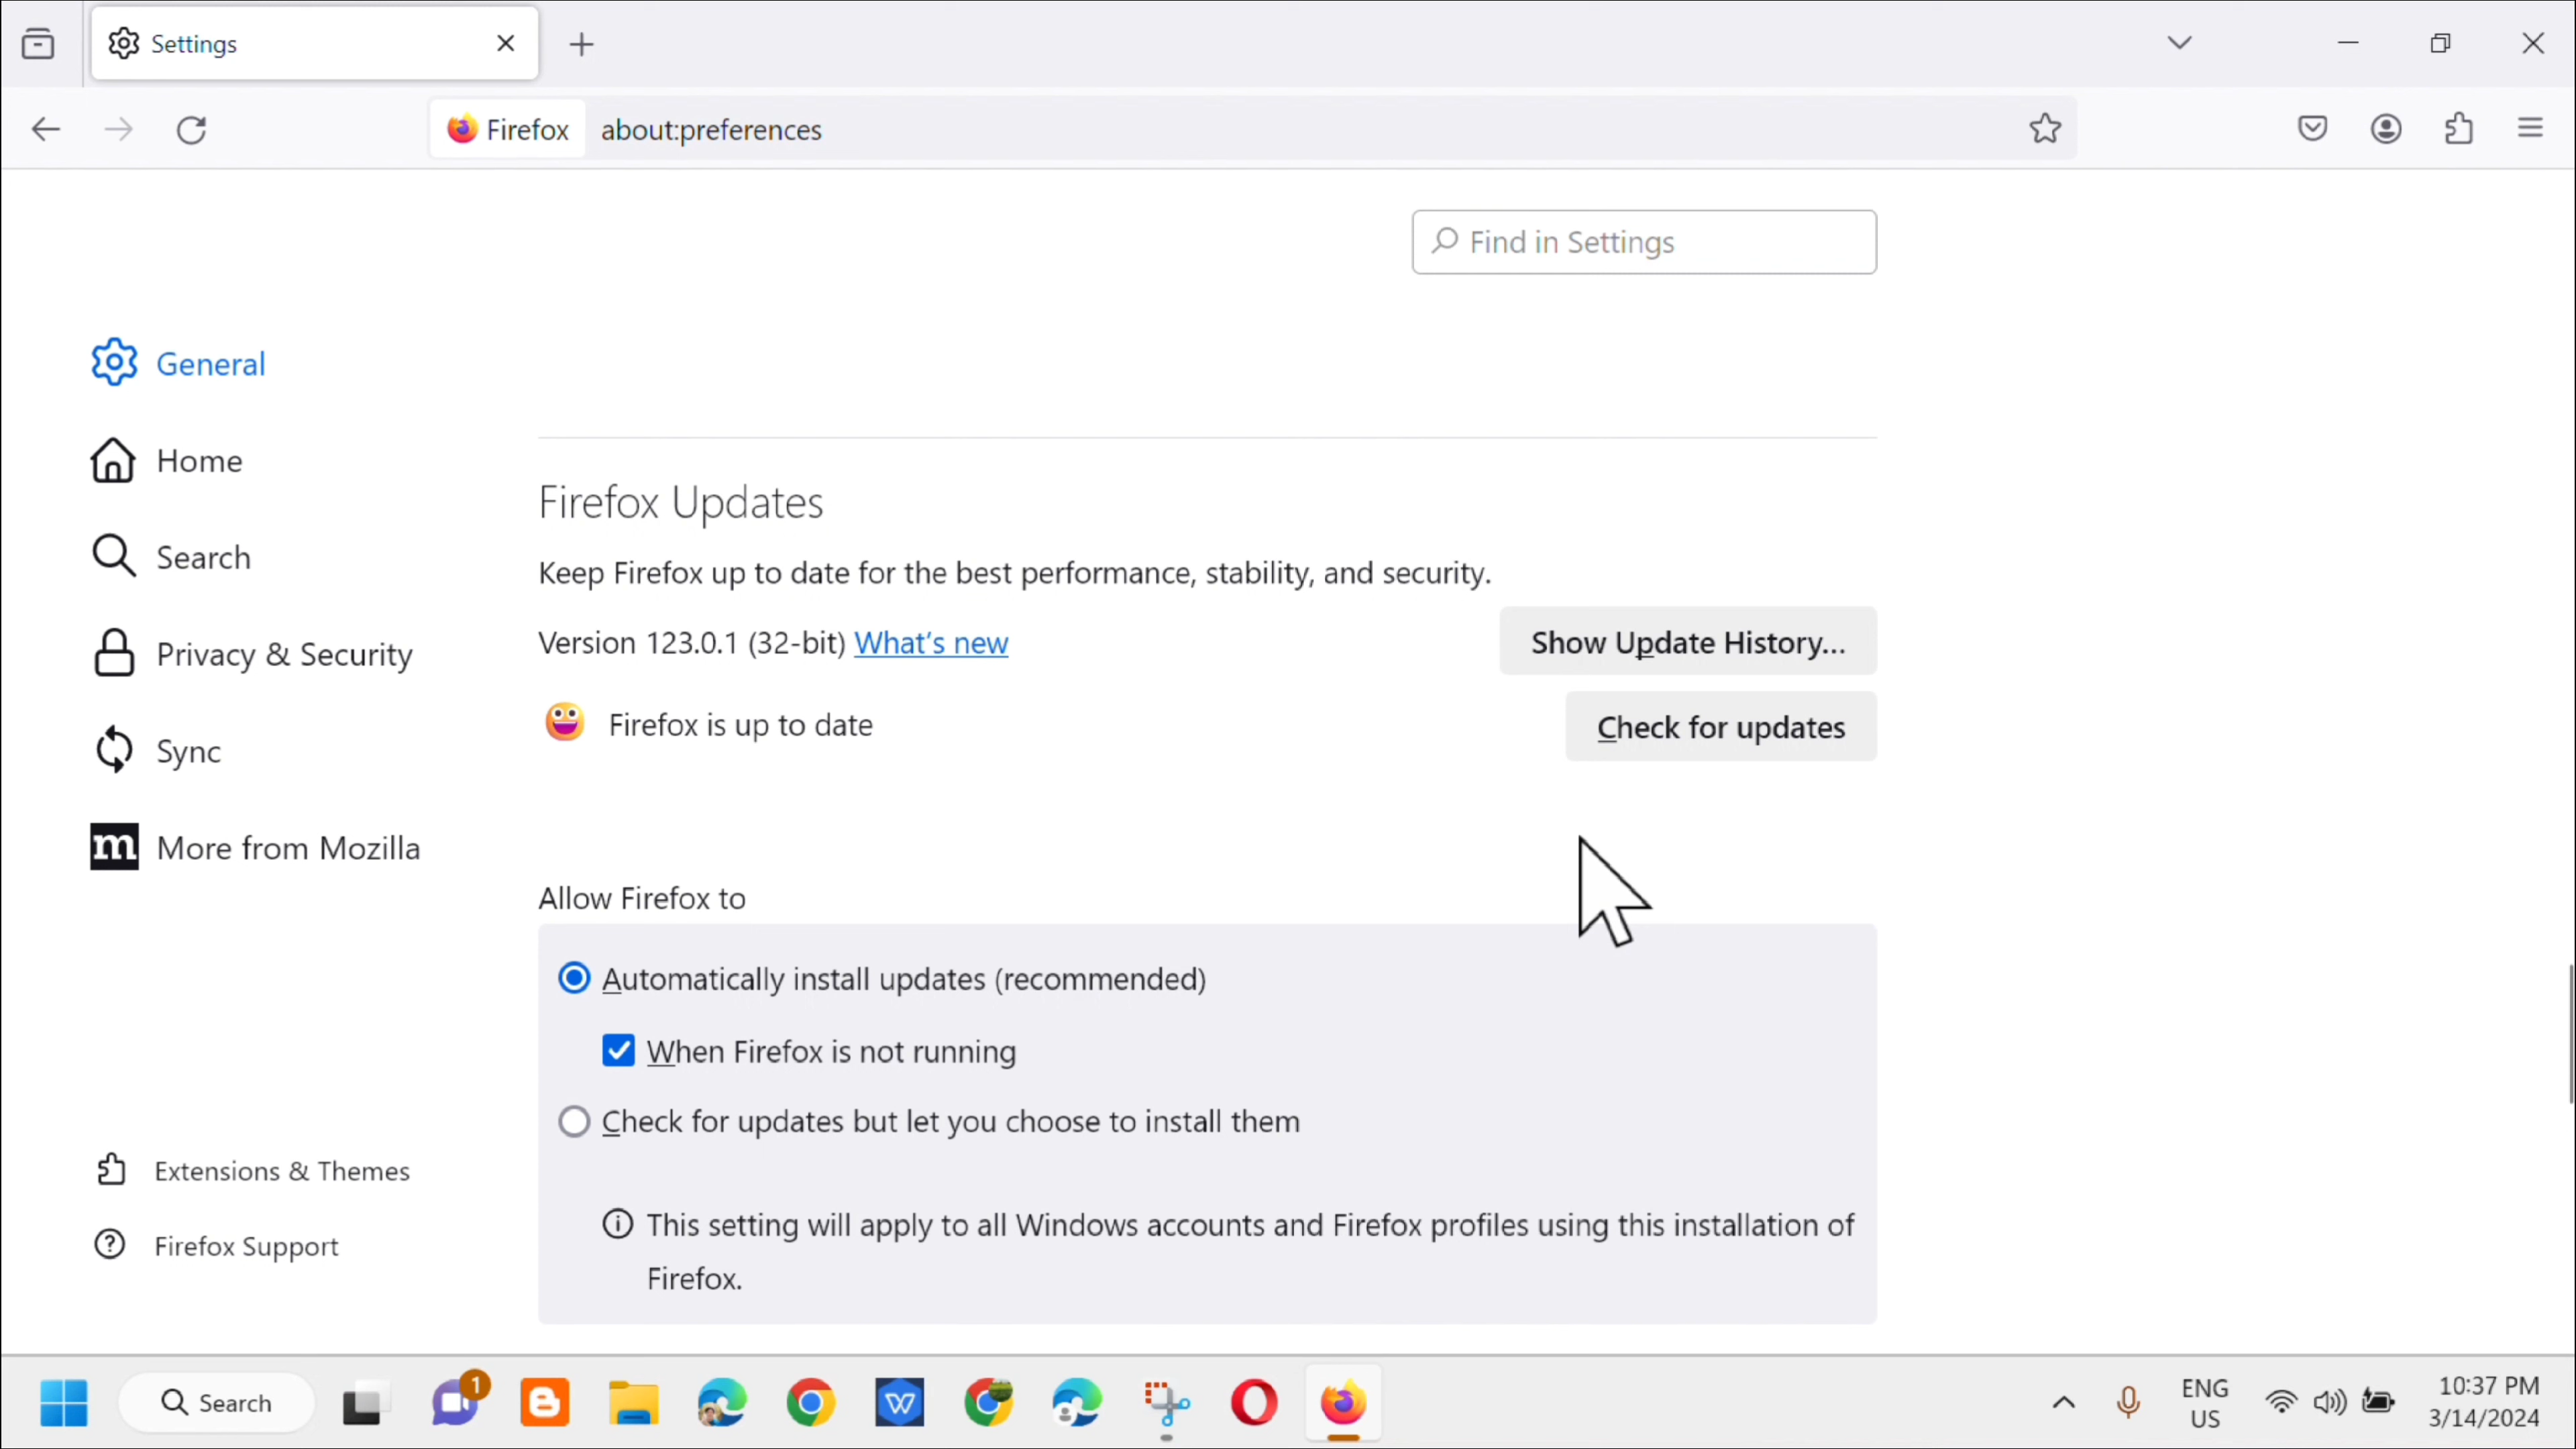 Settings
Firefox about:preferences
Find in Settings
General
Home
Search
Privacy & Security
Sync
m More from Mozilla
Extensions & Themes
Firefox Support
Firefox Updates
Keep Firefox up to date for the best performance, stability, and security.
Version 123.0.1 (32-bit) What's new
Show Update History...
Firefox is up to date
Check for updates
Allow Firefox to
Automatically install updates (recommended)
When Firefox is not running
Check for updates but let you choose to install them
This setting will apply to all Windows accounts and Firefox profiles using this installation of
Firefox.
Search
1
W
ENG
US
10:37 PM
3/14/2024